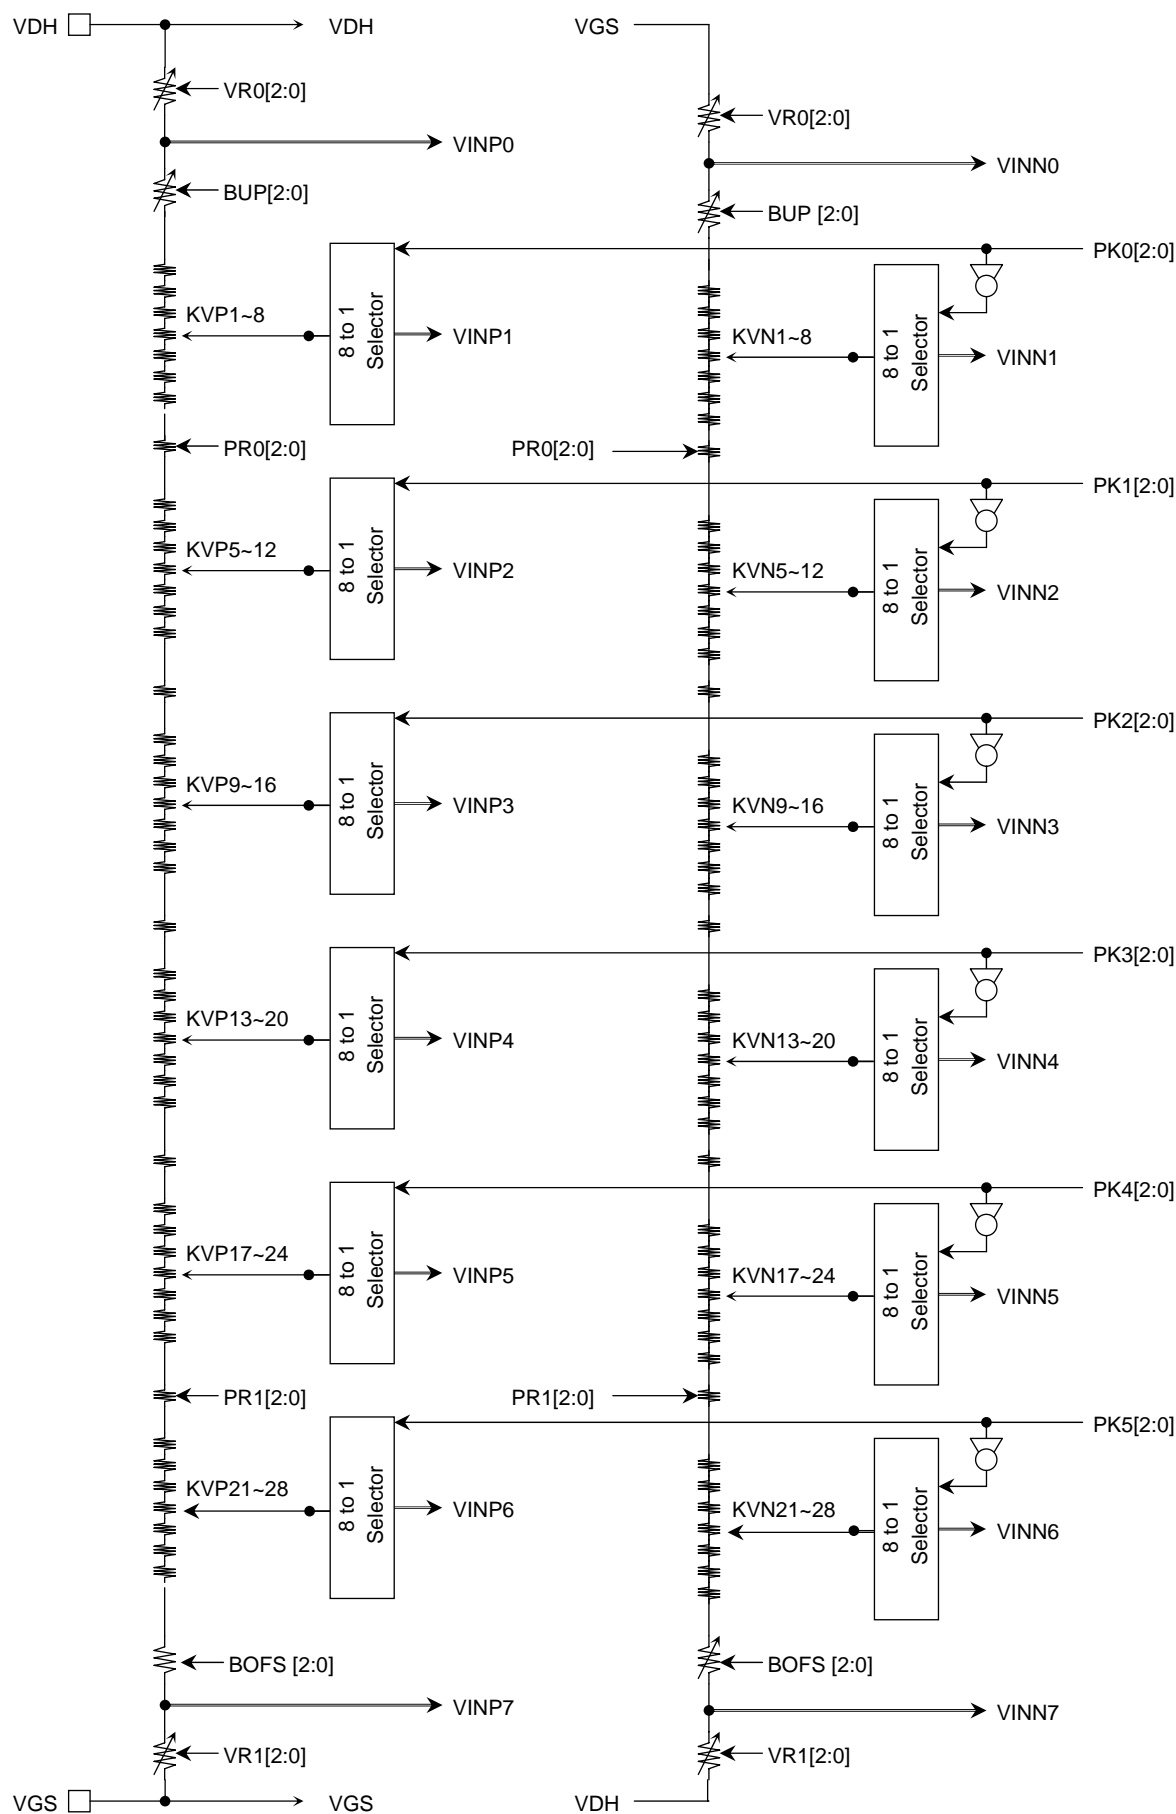 VDH
VDH
VGS
VR0[2:0]
VR0[2:0]
VINP0
VINN0
BUP[2:0]
BUP [2:0]
PK0[2:0]
KVP1~8
8 to 1
Selector
VINP1
KVN1~8
8 to 1
Selector
VINN1
PR0[2:0]
PR0[2:0]
PK1[2:0]
KVP5~12
8 to 1
Selector
VINP2
KVN5~12
8 to 1
Selector
VINN2
PK2[2:0]
KVP9~16
8 to 1
Selector
VINP3
KVN9~16
8 to 1
Selector
VINN3
PK3[2:0]
KVP13~20
8 to 1
Selector
VINP4
KVN13~20
8 to 1
Selector
VINN4
PK4[2:0]
KVP17~24
8 to 1
Selector
VINP5
KVN17~24
8 to 1
Selector
VINN5
PR1[2:0]
PR1[2:0]
PK5[2:0]
KVP21~28
8 to 1
Selector
VINP6
KVN21~28
8 to 1
Selector
VINN6
BOFS [2:0]
BOFS [2:0]
VINP7
VINN7
VR1[2:0]
VR1[2:0]
VGS
VGS
VDH